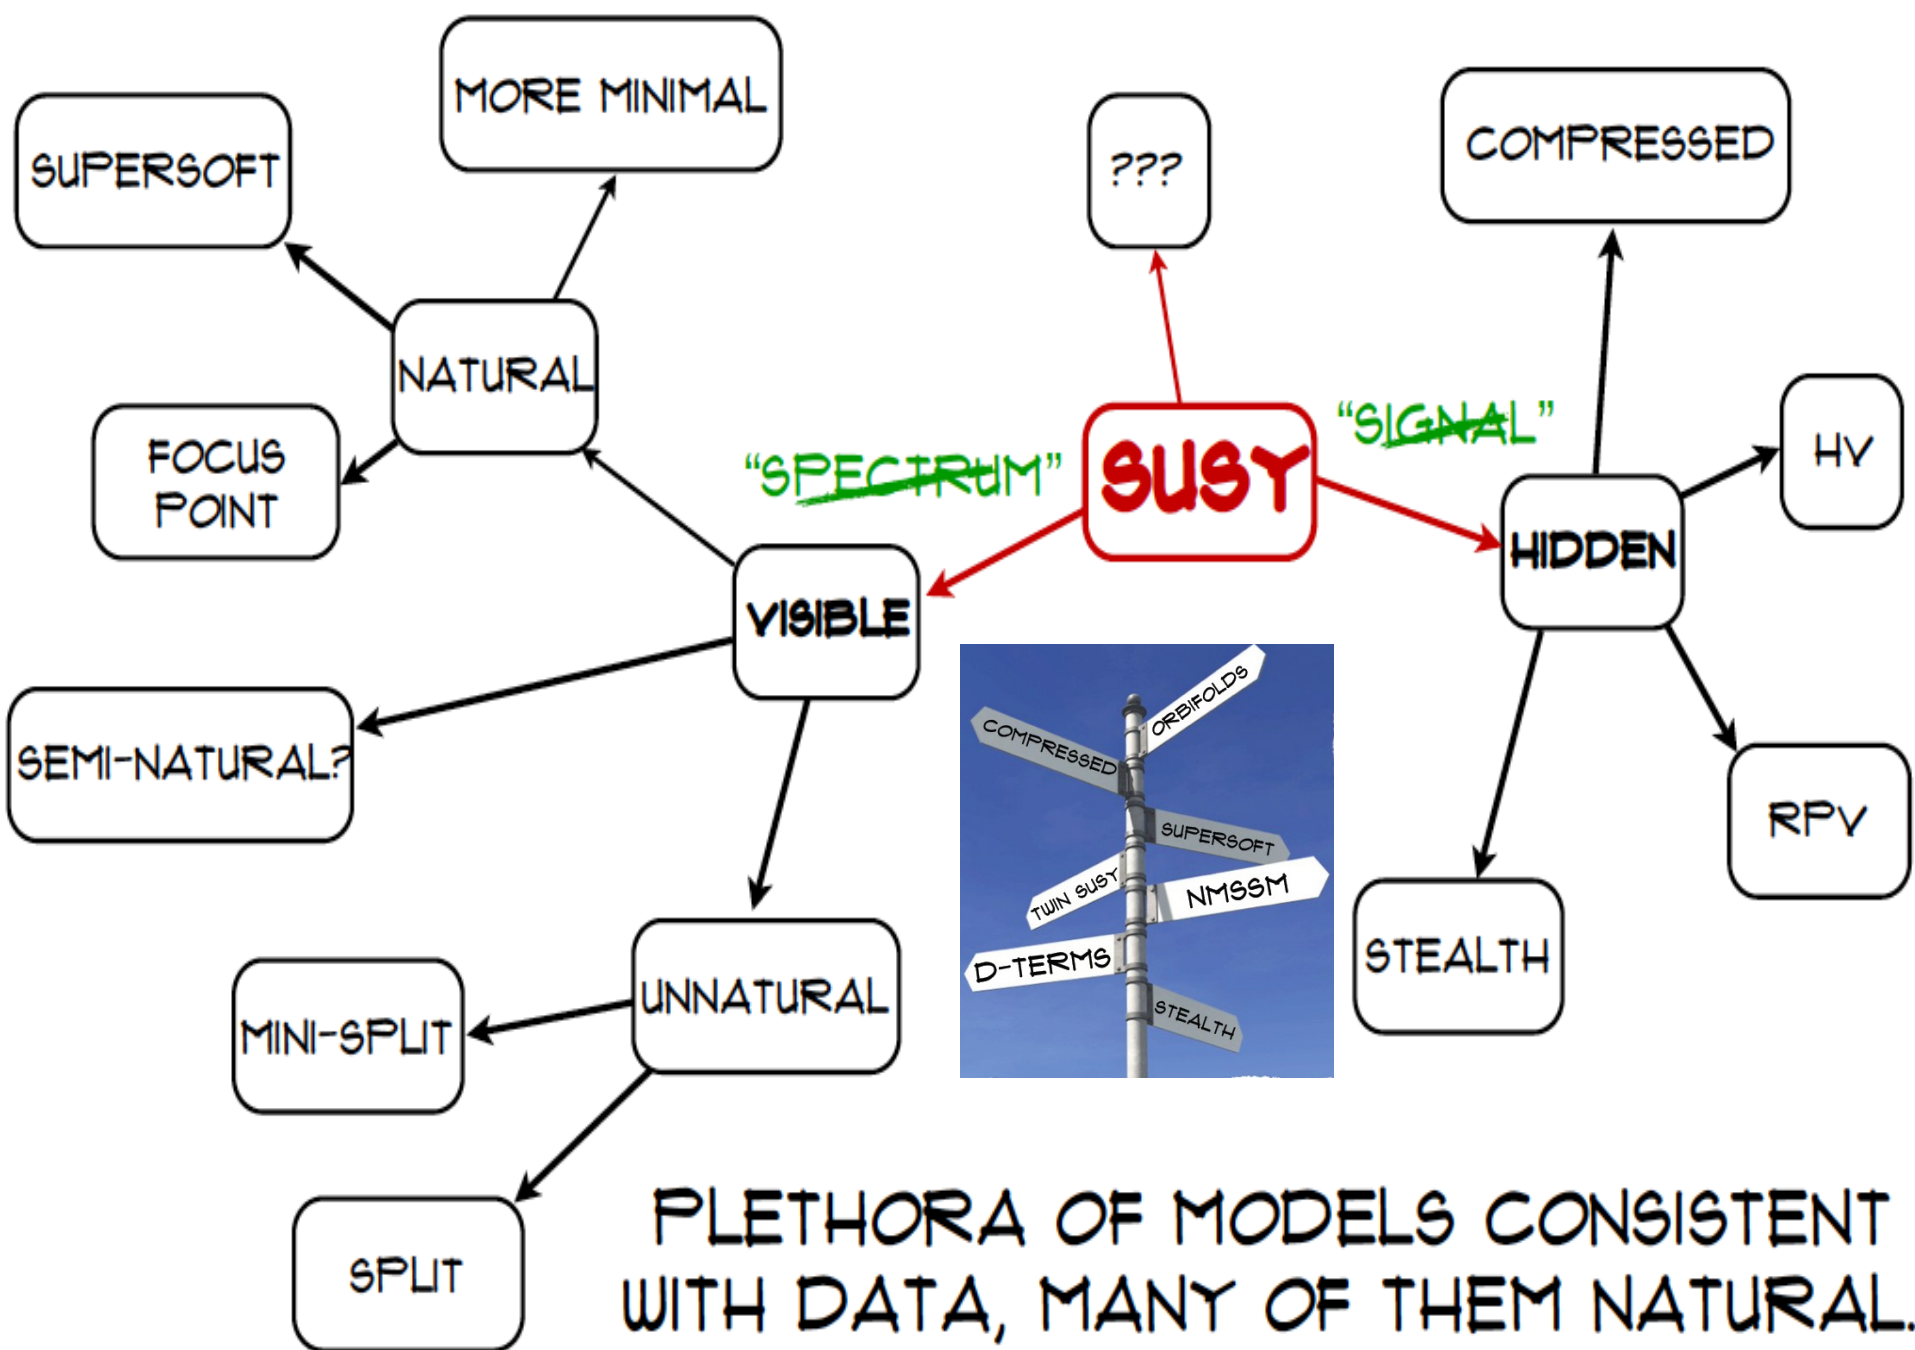 MORE MINIMAL
SUPERSOFT
???
COMPRESSED
NATURAL
FOCUS
POINT
"SPECTRUM"
SUSY
"SIGNAL"
HV
HIDDEN
VISIBLE
SEMI-NATURAL?
ORBIFOLDS
COMPRESSED
SUPERSOFT
TWIN SUSY
NMSSM
D-TERMS
STEALTH
RPV
STEALTH
UNNATURAL
MINI-SPLIT
SPLIT
PLETHORA OF MODELS CONSISTENT
WITH DATA, MANY OF THEM NATURAL.